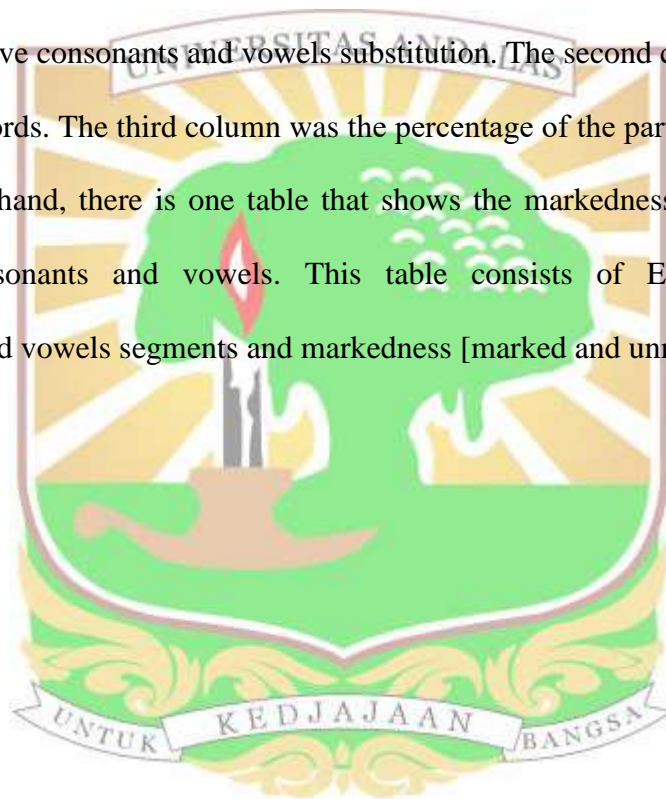 ve consonants and vowels substitution. The second c
UNIVERSITAS ANDALAS
ords. The third column was the percentage of the par
hand, there is one table that shows the markedness
sonants and vowels. This table consists of E
d vowels segments and markedness [marked and unn
UNTUK KEDJAJAAN BANGSA